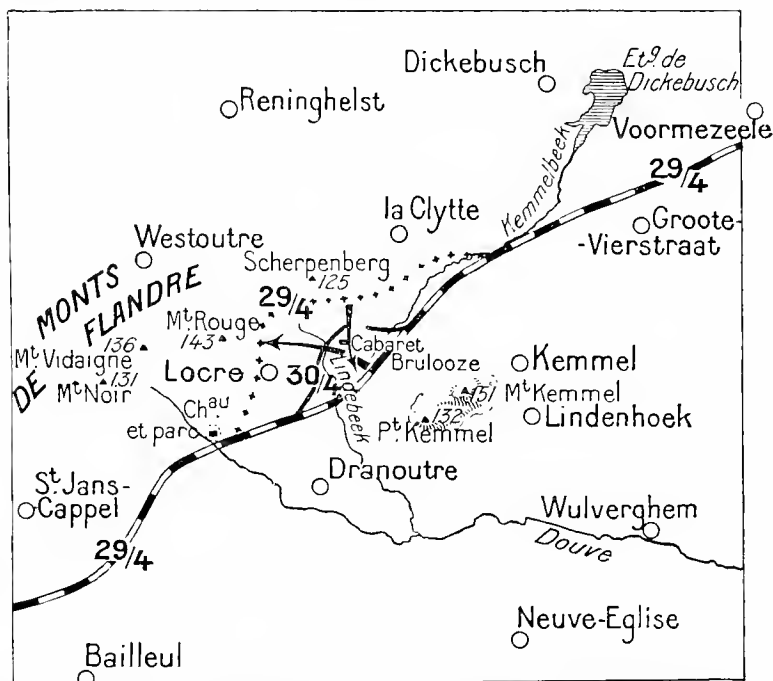 Etg. de
Dickebusch
Dickebusch
Reninghelst
Voormezeele
Kemmelbeek
29/4
la Clytte
Groote-
-Vierstraat
Westoutre
Scherpenberg
125
MONTS
DE FLANDRE
29/4
Mt. Rouge
143
Cabaret
Brulooze
136
Mt Vidaigne
131
Mt Noir
Locre
30/4
Lindebeek
Kemmel
151
Mt Kemmel
132
Pt. Kemmel
Lindenhoek
Chau
et parc
St. Jans-
Cappel
Dranoutre
Wulverghem
Douve
29/4
Neuve-Eglise
Bailleul